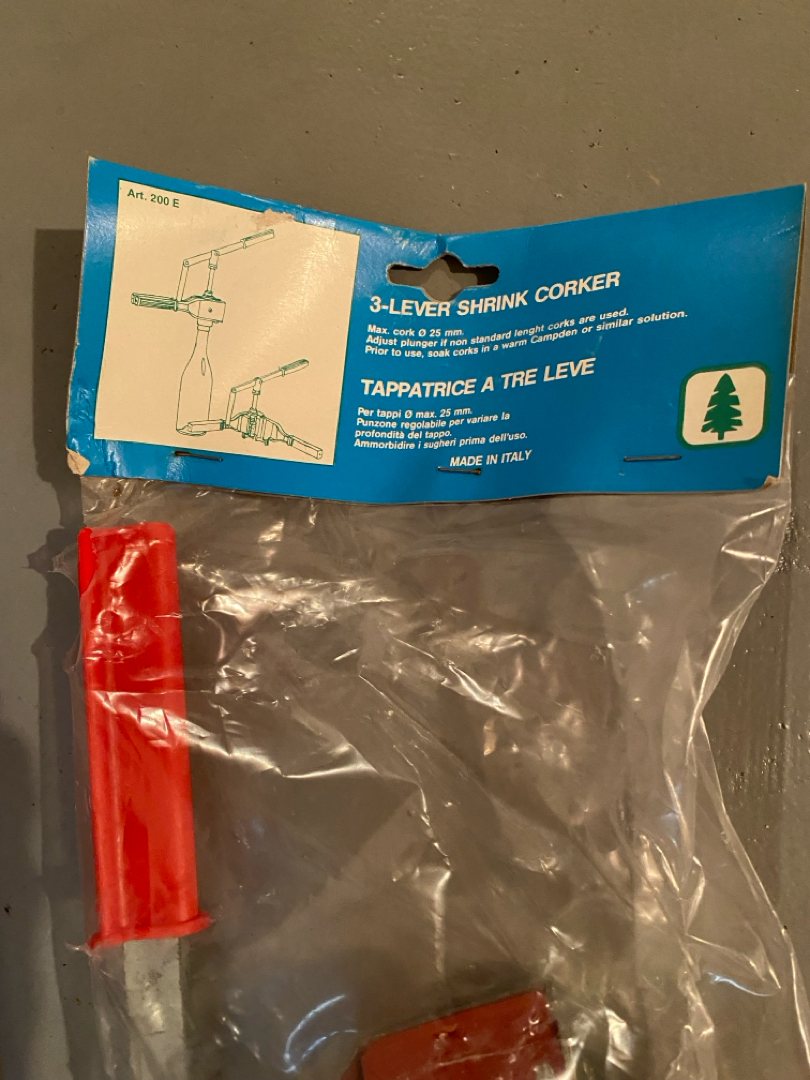 Art. 200 E
3-LEVER SHRINK CORKER
Max. cork Ø 25 mm.
Adjust plunger if non standard lenght corks are used.
Prior to use, soak corks in a warm Campden or similar solution.
TAPPATRICE A TRE LEVE
Per tappi Ø max. 25 mm.
Punzone regolabile per variare la
profondità del tappo.
Ammorbidire i sugheri prima dell'uso.
MADE IN ITALY